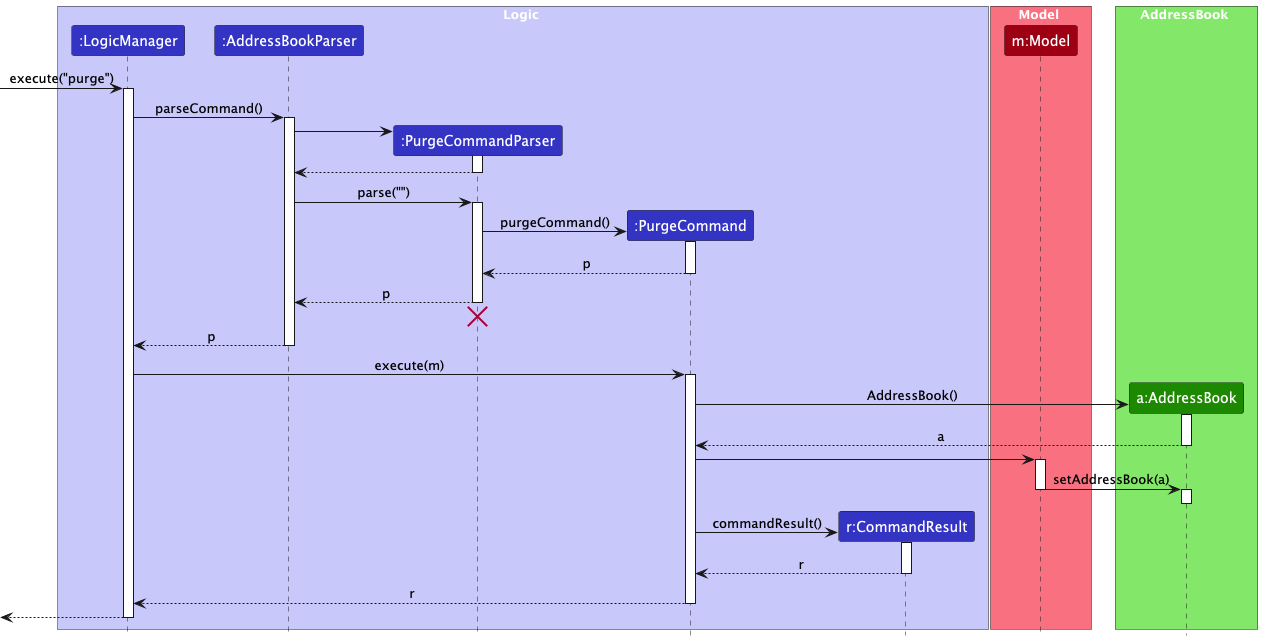 Logic
Model
AddressBook
:LogicManager
:AddressBookParser
m:Model
execute("purge")
parseCommand()
:PurgeCommandParser
parse("")
purgeCommand()
:PurgeCommand
p
p
p
execute(m)
AddressBook()
a:AddressBook
a
setAddressBook(a)
commandResult()
r:CommandResult
r
r